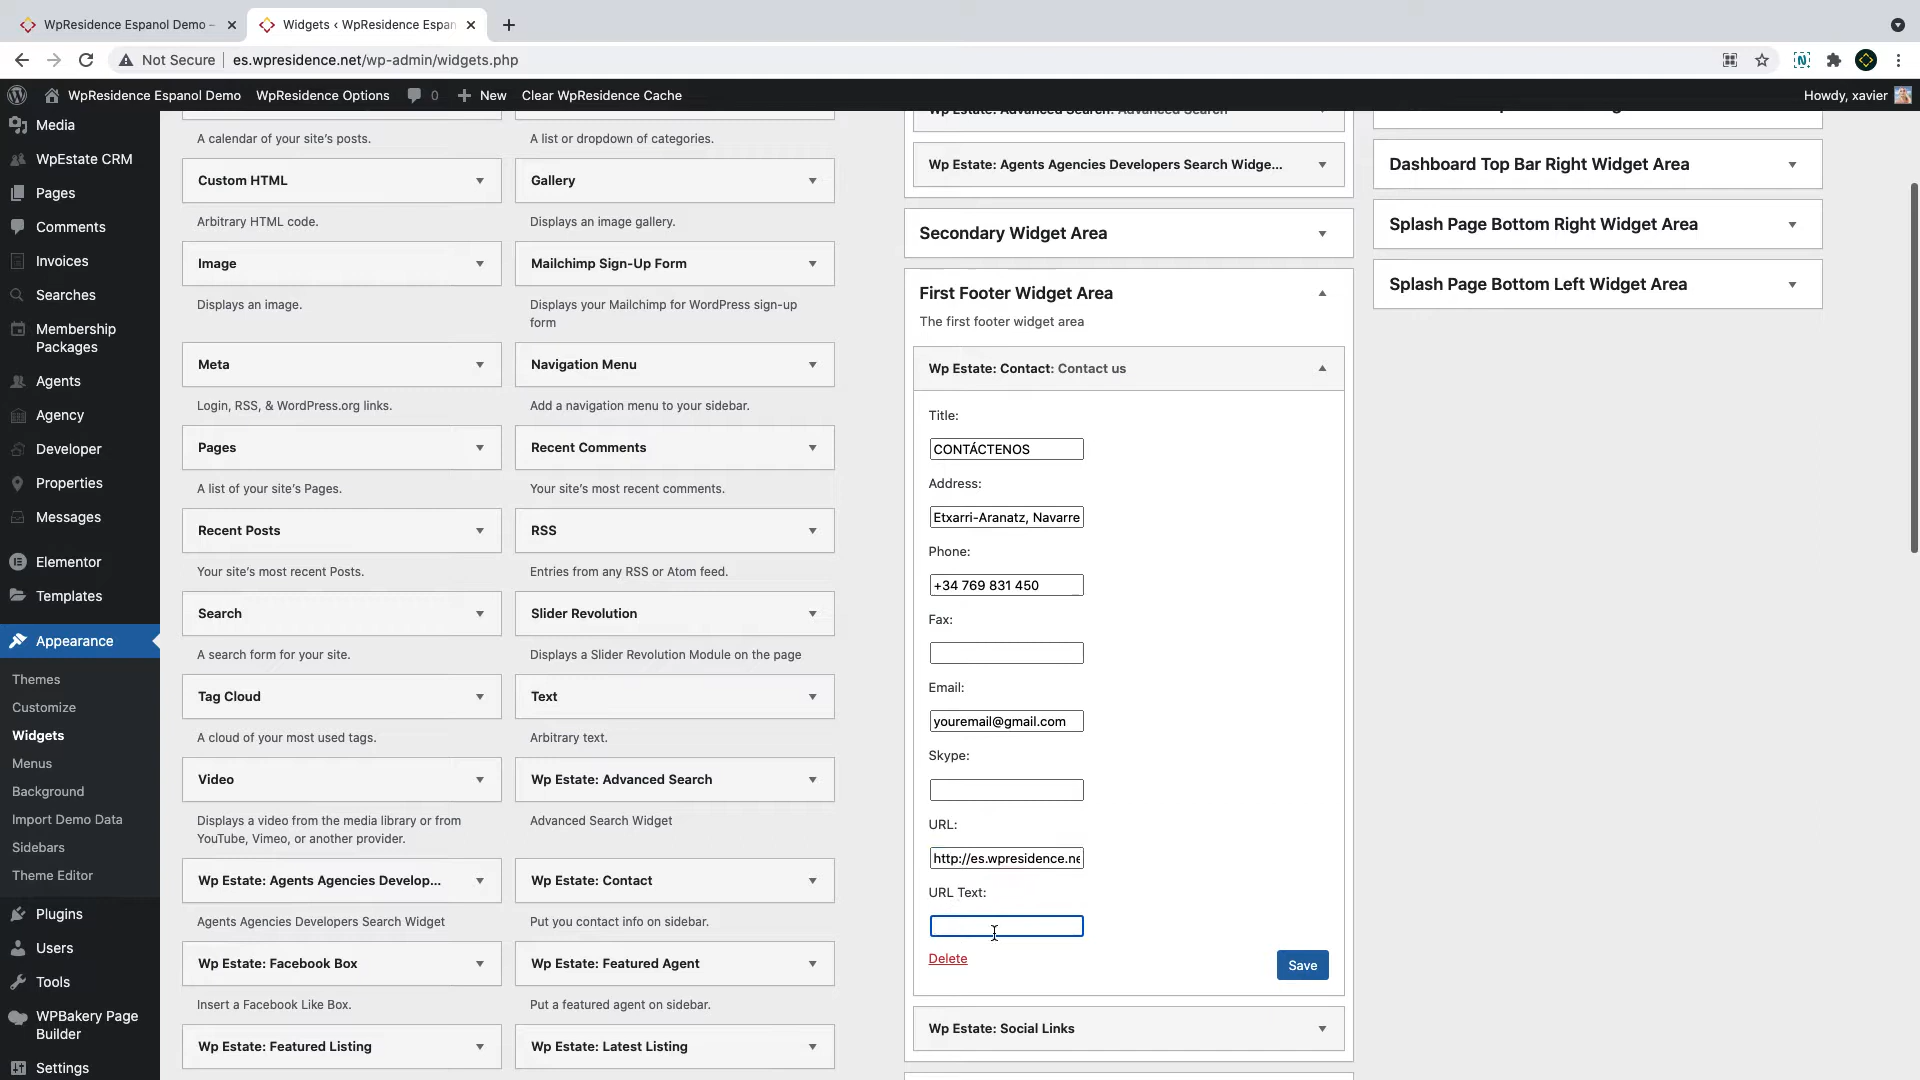 WpResidence Espanol Demo –
Widgets ‹ WpResidence Espan
Not Secure
es.wpresidence.net/wp-admin/widgets.php
WpResidence Espanol Demo
WpResidence Options
0
New
Clear WpResidence Cache
Howdy, xavier
Media
WpEstate CRM
Pages
Comments
Invoices
Searches
Membership
Packages
Agents
Agency
Developer
Properties
Messages
Elementor
Templates
Appearance
Themes
Customize
Widgets
Menus
Background
Import Demo Data
Sidebars
Theme Editor
Plugins
Users
Tools
WPBakery Page
Builder
Settings
A calendar of your site's posts.
A list or dropdown of categories.
Custom HTML
Gallery
Arbitrary HTML code.
Displays an image gallery.
Image
Mailchimp Sign-Up Form
Displays an image.
Displays your Mailchimp for WordPress sign-up
form
Meta
Navigation Menu
Login, RSS, & WordPress.org links.
Add a navigation menu to your sidebar.
Pages
Recent Comments
A list of your site's Pages.
Your site's most recent comments.
Recent Posts
RSS
Your site's most recent Posts.
Entries from any RSS or Atom feed.
Search
Slider Revolution
A search form for your site.
Displays a Slider Revolution Module on the page
Tag Cloud
Text
A cloud of your most used tags.
Arbitrary text.
Video
Wp Estate: Advanced Search
Displays a video from the media library or from
YouTube, Vimeo, or another provider.
Advanced Search Widget
Wp Estate: Agents Agencies Develop...
Wp Estate: Contact
Agents Agencies Developers Search Widget
Put you contact info on sidebar.
Wp Estate: Facebook Box
Wp Estate: Featured Agent
Insert a Facebook Like Box.
Put a featured agent on sidebar.
Wp Estate: Featured Listing
Wp Estate: Latest Listing
Wp Estate: Advanced Search: Advanced Search
Wp Estate: Agents Agencies Developers Search Widge...
Secondary Widget Area
First Footer Widget Area
The first footer widget area
Wp Estate: Contact: Contact us
Title:
CONTÁCTENOS
Address:
Etxarri-Aranatz, Navarre
Phone:
+34 769 831 450
Fax:
Email:
youremail@gmail.com
Skype:
URL:
http://es.wpresidence.ne
URL Text:
Delete
Save
Wp Estate: Social Links
Dashboard Top Bar Right Widget Area
Splash Page Bottom Right Widget Area
Splash Page Bottom Left Widget Area